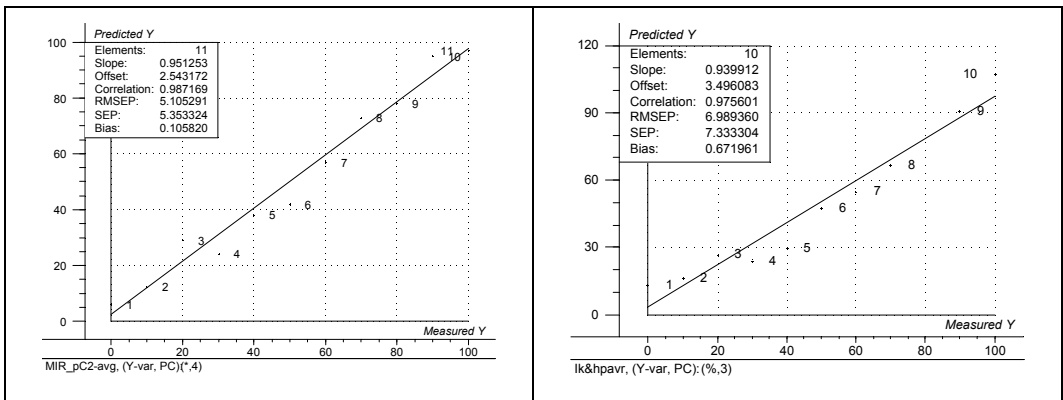 Predicted Y
Elements: 11
Slope: 0.951253
Offset: 2.543172
Correlation: 0.987169
RMSEP: 5.105291
SEP: 5.353324
Bias: 0.105820
100
80
60
40
20
0
1
2
3
4
5
6
7
8
9
10
11
Measured Y
0 20 40 60 80 100
MIR_pC2-avg, (Y-var, PC)(*,4)
Predicted Y
Elements: 10
Slope: 0.939912
Offset: 3.496083
Correlation: 0.975601
RMSEP: 6.989360
SEP: 7.333304
Bias: 0.671961
120
90
60
30
0
1
2
3
4
5
6
7
8
9
10
Measured Y
0 20 40 60 80 100
lk&hpavr, (Y-var, PC):(%,3)